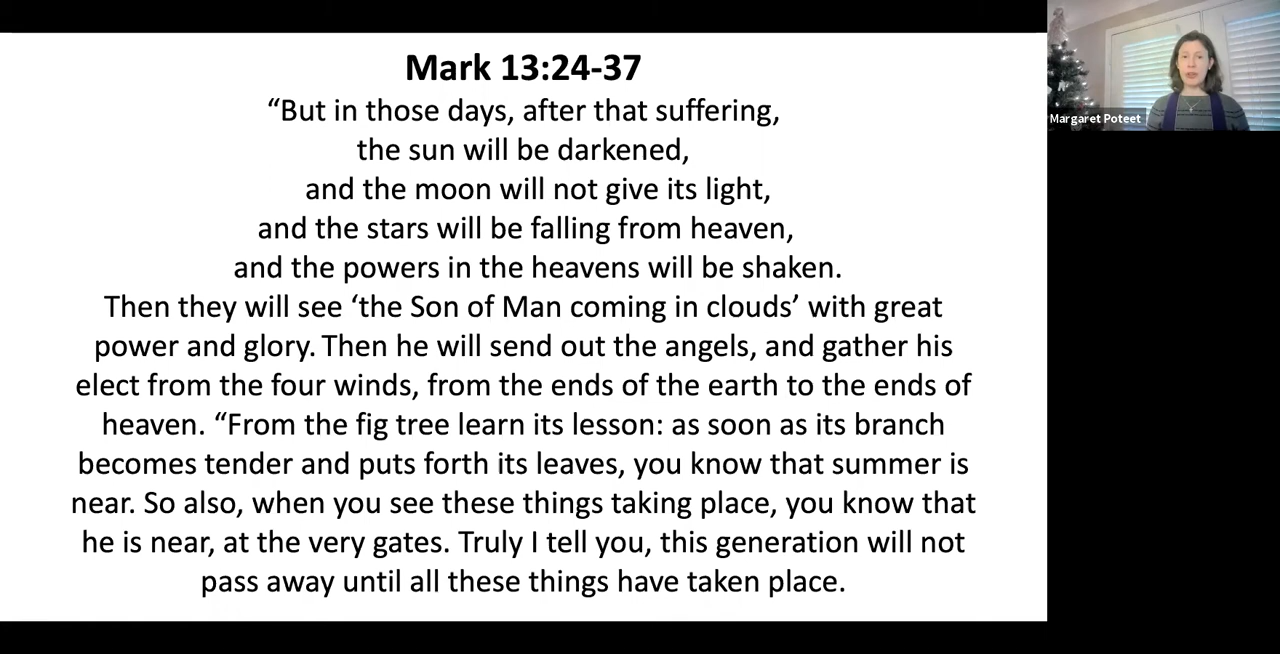 Mark 13:24-37
“But in those days, after that suffering,
the sun will be darkened,
and the moon will not give its light,
and the stars will be falling from heaven,
and the powers in the heavens will be shaken.
Then they will see ‘the Son of Man coming in clouds’ with great
power and glory. Then he will send out the angels, and gather his
elect from the four winds, from the ends of the earth to the ends of
heaven. “From the fig tree learn its lesson: as soon as its branch
becomes tender and puts forth its leaves, you know that summer is
near. So also, when you see these things taking place, you know that
he is near, at the very gates. Truly I tell you, this generation will not
pass away until all these things have taken place.
Margaret Poteet